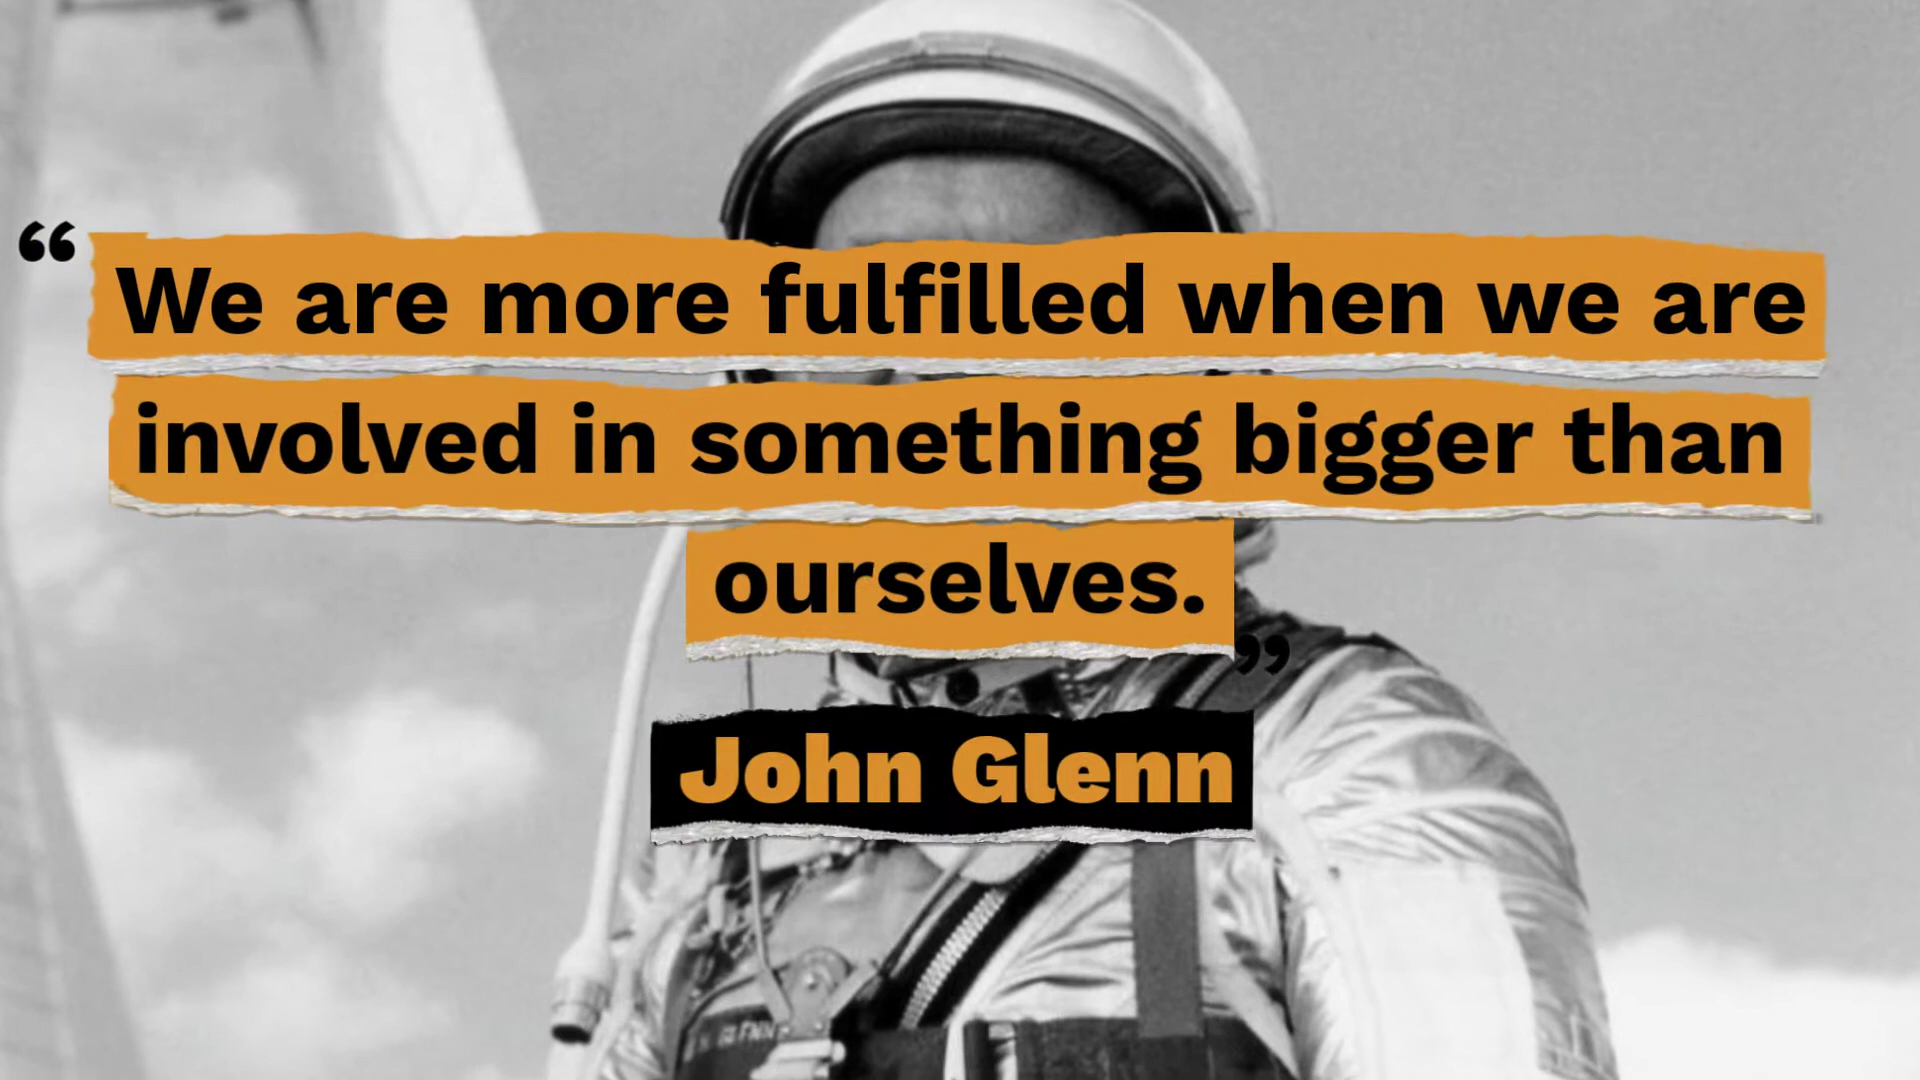 “We are more fulfilled when we are
involved in something bigger than
ourselves.”
John Glenn